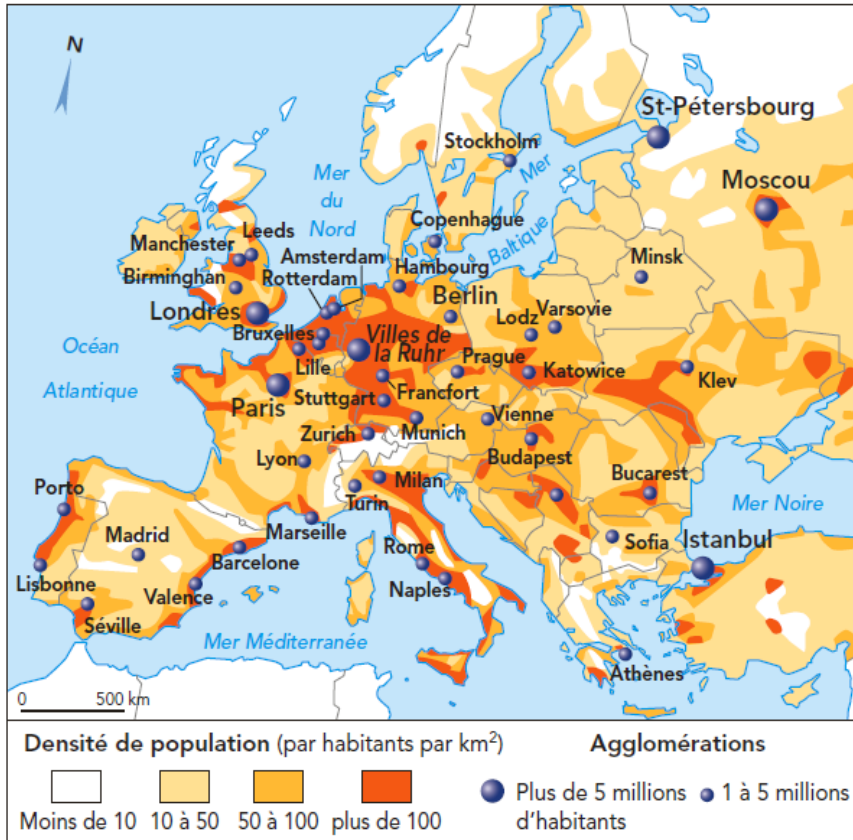 N
St-Pétersbourg
Stockholm
Mer
Baltique
Moscou
Mer
du
Nord
Copenhague
Leeds
Manchester
Amsterdam
Minsk
Birminghan
Rotterdam
Hambourg
Berlin
Londres
Lodz
Varsovie
Bruxelles
Villes de
la Ruhr
Océan
Atlantique
Lille
Prague
Katowice
Klev
Paris
Stuttgart
Francfort
Vienne
Zurich
Munich
Budapest
Lyon
Bucarest
Milan
Turin
Mer Noire
Porto
Madrid
Marseille
Sofia
Istanbul
Barcelone
Rome
Lisbonne
Valence
Naples
Séville
Mer Méditerranée
Athènes
0 500 km
Densité de population (par habitants par km²)
Moins de 10
10 à 50
50 à 100
plus de 100
Agglomérations
Plus de 5 millions
d'habitants
1 à 5 millions